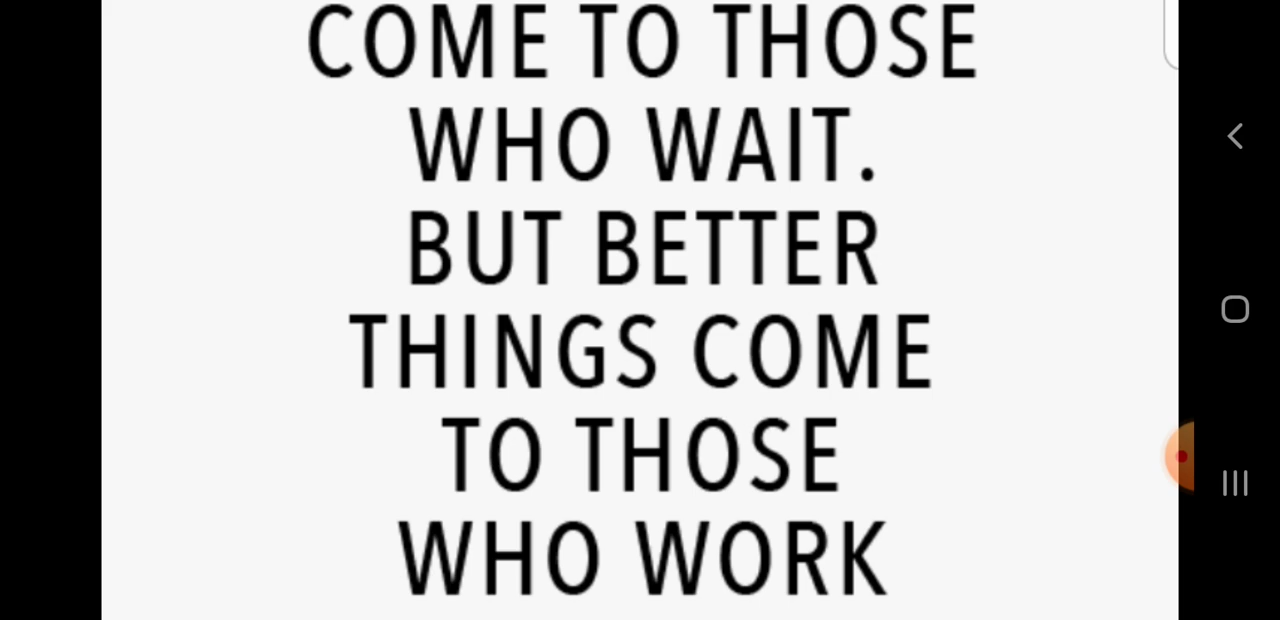 COME TO THOSE
WHO WAIT.
BUT BETTER
THINGS COME
TO THOSE
WHO WORK